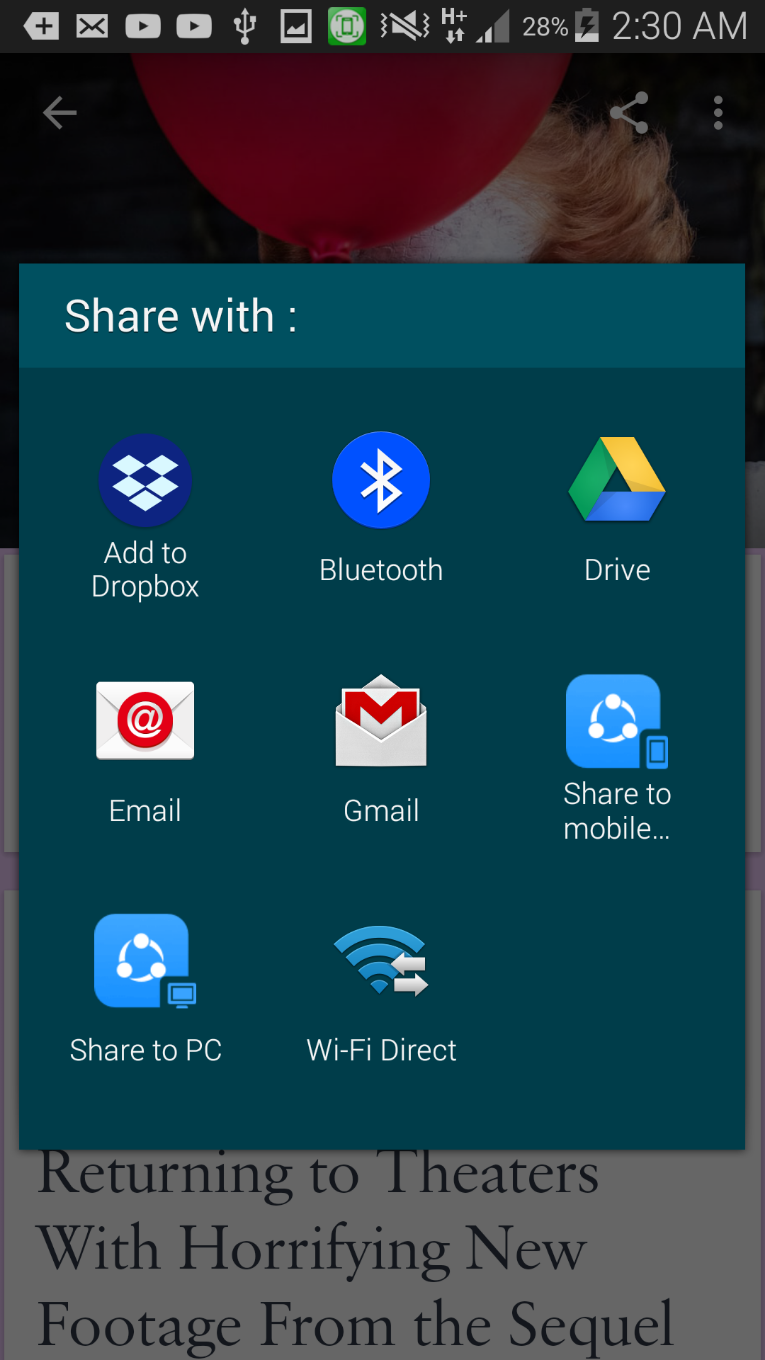 H+
28%
2:30 AM
Share with :
Add to
Dropbox
Bluetooth
Drive
@
Email
Gmail
Share to
mobile...
Share to PC
Wi-Fi Direct
Returning to Theaters
With Horrifying New
Footage From the Sequel